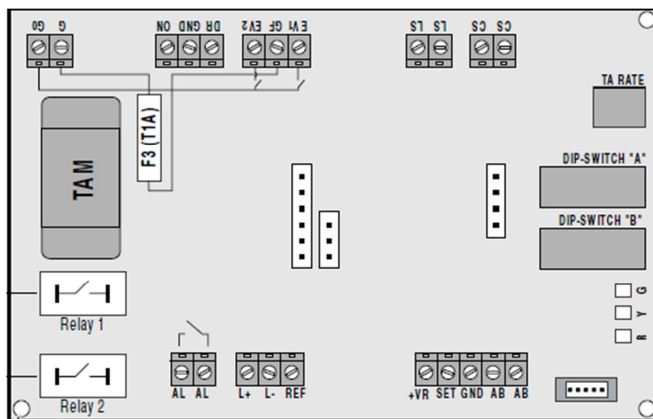 G0 G ON GND DR EV2 GF EV1 LS LS CS CS
TA RATE
F3 (T1A)
TAM
DIP-SWITCH "A"
DIP-SWITCH "B"
G
Y
R
Relay 1
Relay 2
AL AL L+ L- REF +VR SET GND AB AB